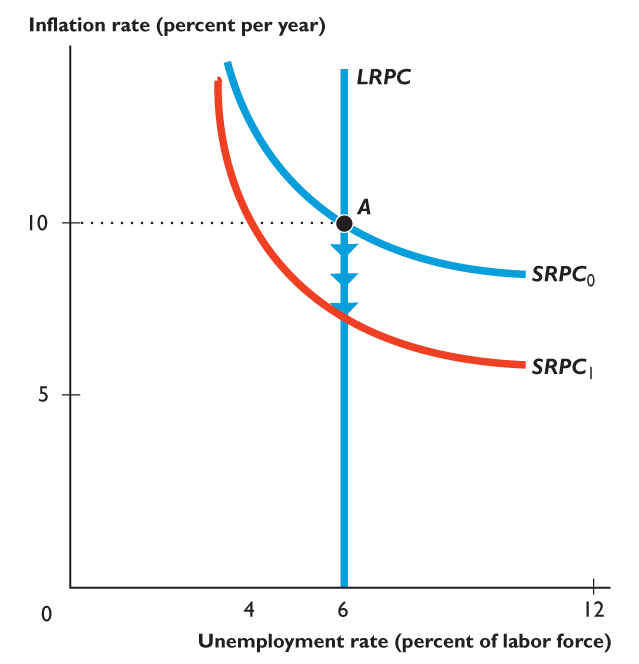 Inflation rate (percent per year)
LRPC
A
10
SRPC₀
SRPC₁
5
0
4
6
12
Unemployment rate (percent of labor force)